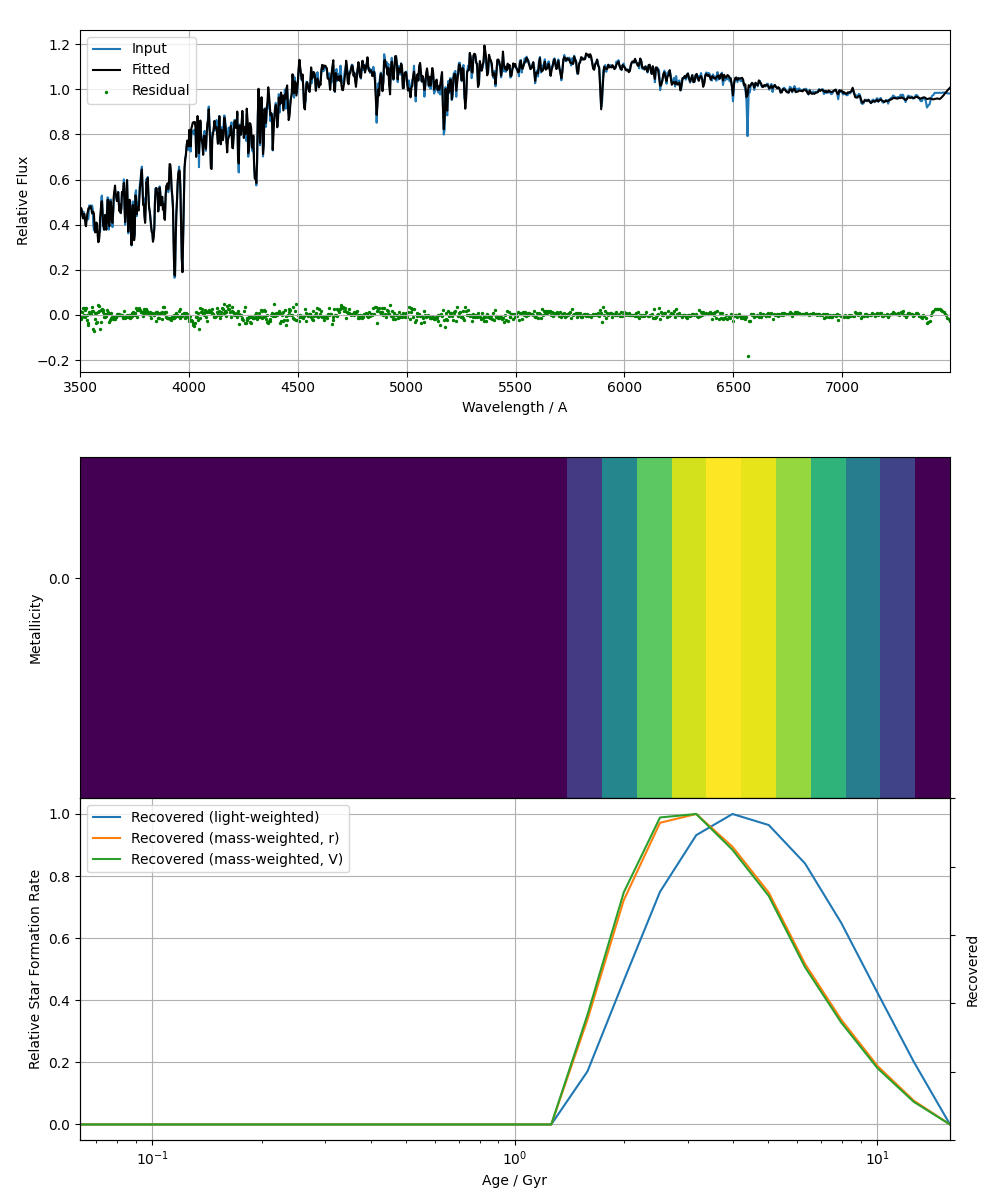 1.2
1.0
0.8
0.6
0.4
0.2
0.0
−0.2
Relative Flux
Input
Fitted
Residual
3500 4000 4500 5000 5500 6000 6500 7000
Wavelength / A
0.0
Metallicity
1.0
0.8
0.6
0.4
0.2
0.0
Relative Star Formation Rate
Recovered (light-weighted)
Recovered (mass-weighted, r)
Recovered (mass-weighted, V)
Recovered
10⁻¹ 10⁰ 10¹
Age / Gyr